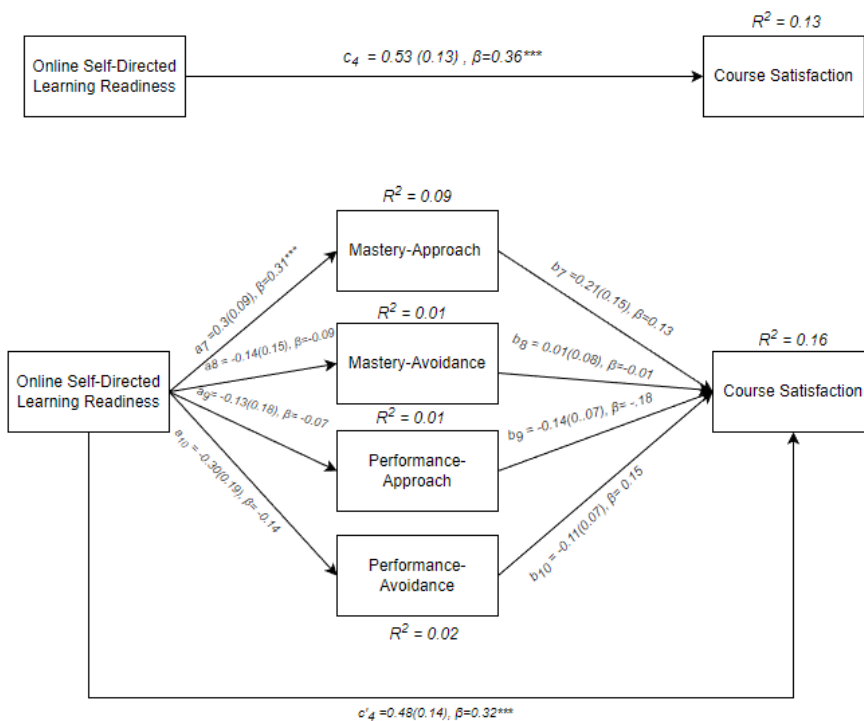 R² = 0.13
Online Self-Directed
Learning Readiness
c₄ = 0.53 (0.13) , β=0.36***
Course Satisfaction
R² = 0.09
Mastery-Approach
a₇ =0.3(0.09), β=0.31***
b₇ =0.21(0.15), β=0.13
R² = 0.01
Mastery-Avoidance
a₈ = -0.14(0.15), β=-0.09
b₈ = 0.01(0.08), β=-0.01
R² = 0.16
Online Self-Directed
Learning Readiness
Course Satisfaction
R² = 0.01
a₉= -0.13(0.18), β= -0.07
b₉ = -0.14(0..07), β= -.18
Performance-
Approach
a₁₀ = -0.30(0.19), β= -0.14
b₁₀ = -0.11(0.07), β= 0.15
Performance-
Avoidance
R² = 0.02
c'₄ =0.48(0.14), β=0.32***